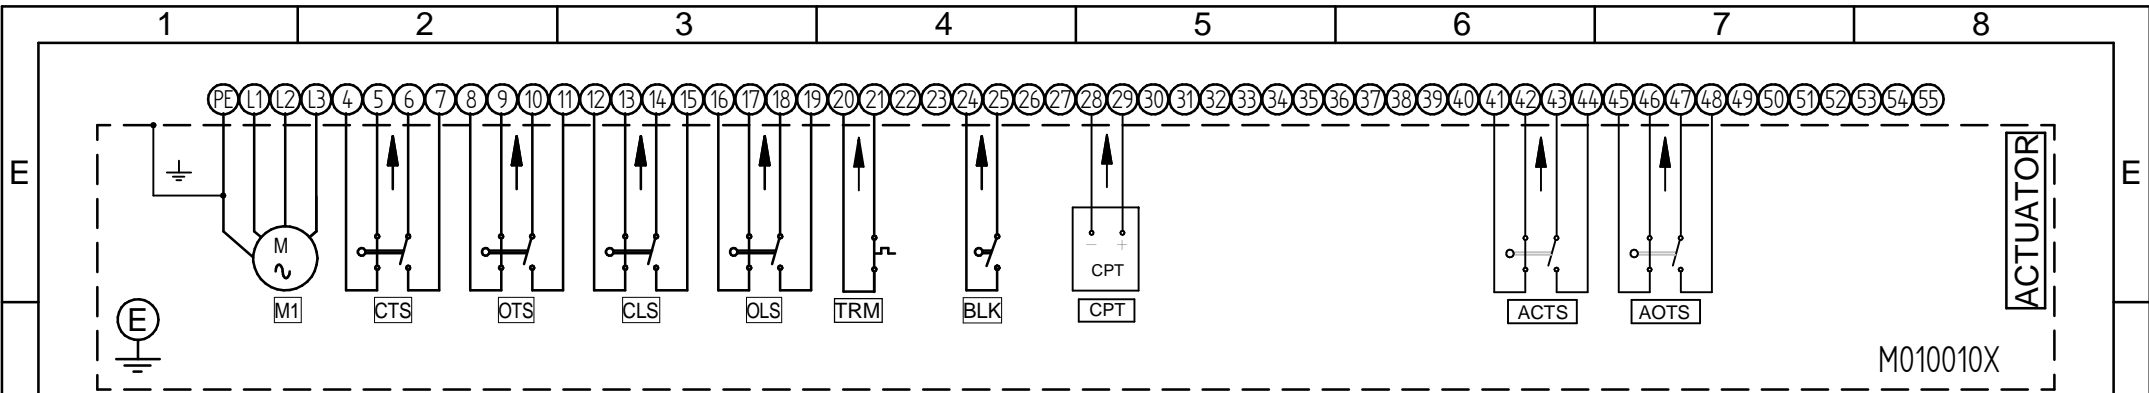 1 2 3 4 5 6 7 8
PE L1 L2 L3 4 5 6 7 8 9 10 11 12 13 14 15 16 17 18 19 20 21 22 23 24 25 26 27 28 29 30 31 32 33 34 35 36 37 38 39 40 41 42 43 44 45 46 47 48 49 50 51 52 53 54 55
E E
ACTUATOR
M
- +
CPT
M1 CTS OTS CLS OLS TRM BLK CPT ACTS AOTS
E
M010010X